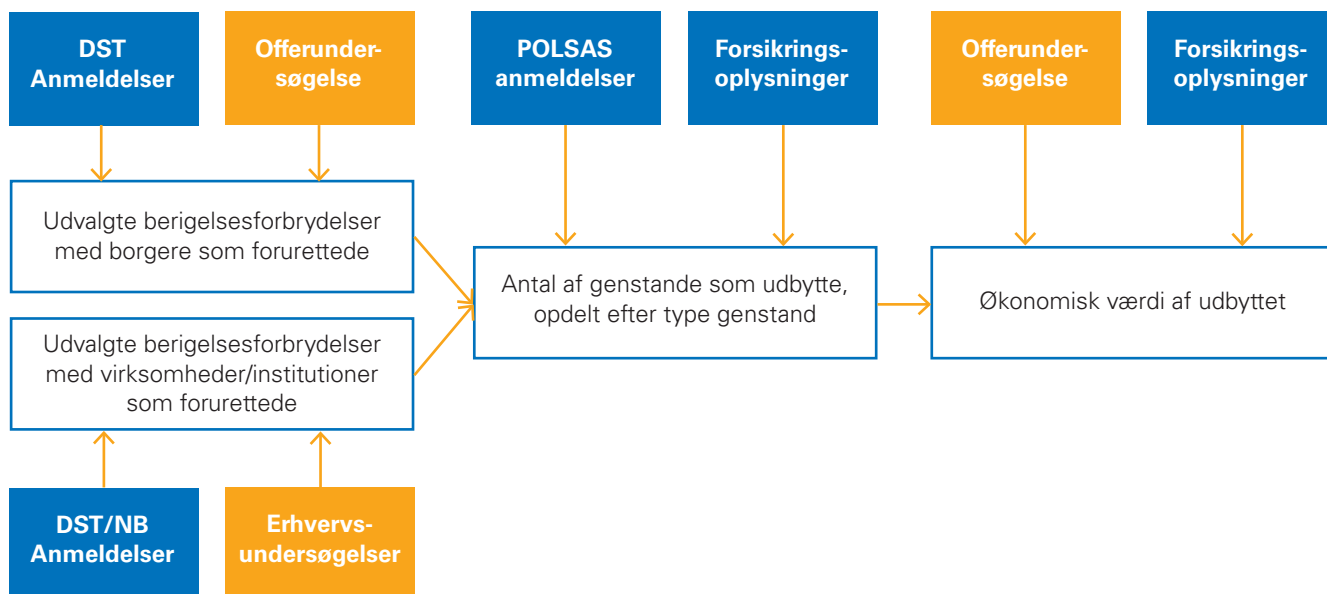 DST
Anmeldelser
Offerunder-
søgelse
POLSAS
anmeldelser
Forsikrings-
oplysninger
Offerunder-
søgelse
Forsikrings-
oplysninger
Udvalgte berigelsesforbrydelser
med borgere som forurettede
Udvalgte berigelsesforbrydelser
med virksomheder/institutioner
som forurettede
Antal af genstande som udbytte,
opdelt efter type genstand
Økonomisk værdi af udbyttet
DST/NB
Anmeldelser
Erhvervs-
undersøgelser